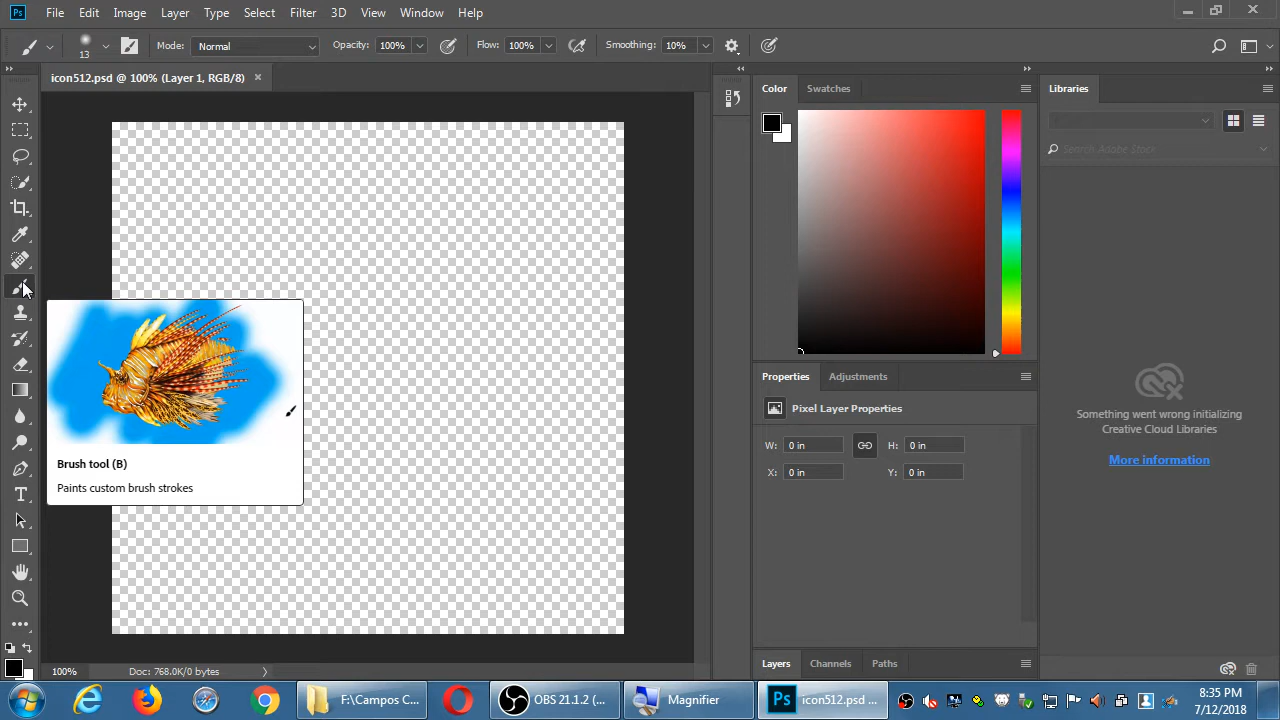 Ps File Edit Image Layer Type Select Filter 3D View Window Help
13 Mode: Normal Opacity: 100% Flow: 100% Smoothing: 10%
icon512.psd @ 100% (Layer 1, RGB/8)
Color Swatches
Libraries
Search Adobe Stock
Brush tool (B)
Paints custom brush strokes
Properties Adjustments
Pixel Layer Properties
W: 0 in H: 0 in
X: 0 in Y: 0 in
Something went wrong initializing
Creative Cloud Libraries
More information
T
100% Doc: 768.0K/0 bytes
Layers Channels Paths
F:\Campos C...
OBS 21.1.2 (...
Magnifier
Ps icon512.psd ...
8:35 PM
7/12/2018